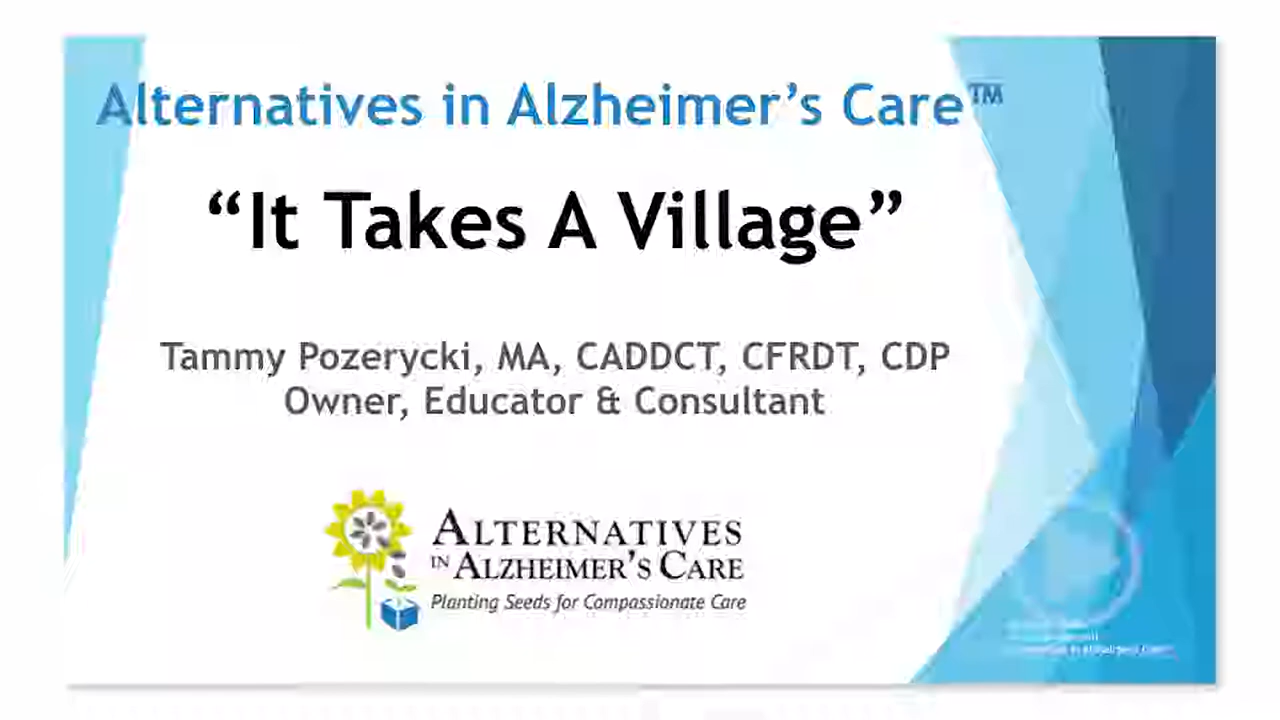 Alternatives in Alzheimer's Care™
“It Takes A Village”
Tammy Pozerycki, MA, CADDCT, CFRDT, CDP
Owner, Educator & Consultant
ALTERNATIVES
IN ALZHEIMER'S CARE
Planting Seeds for Compassionate Care